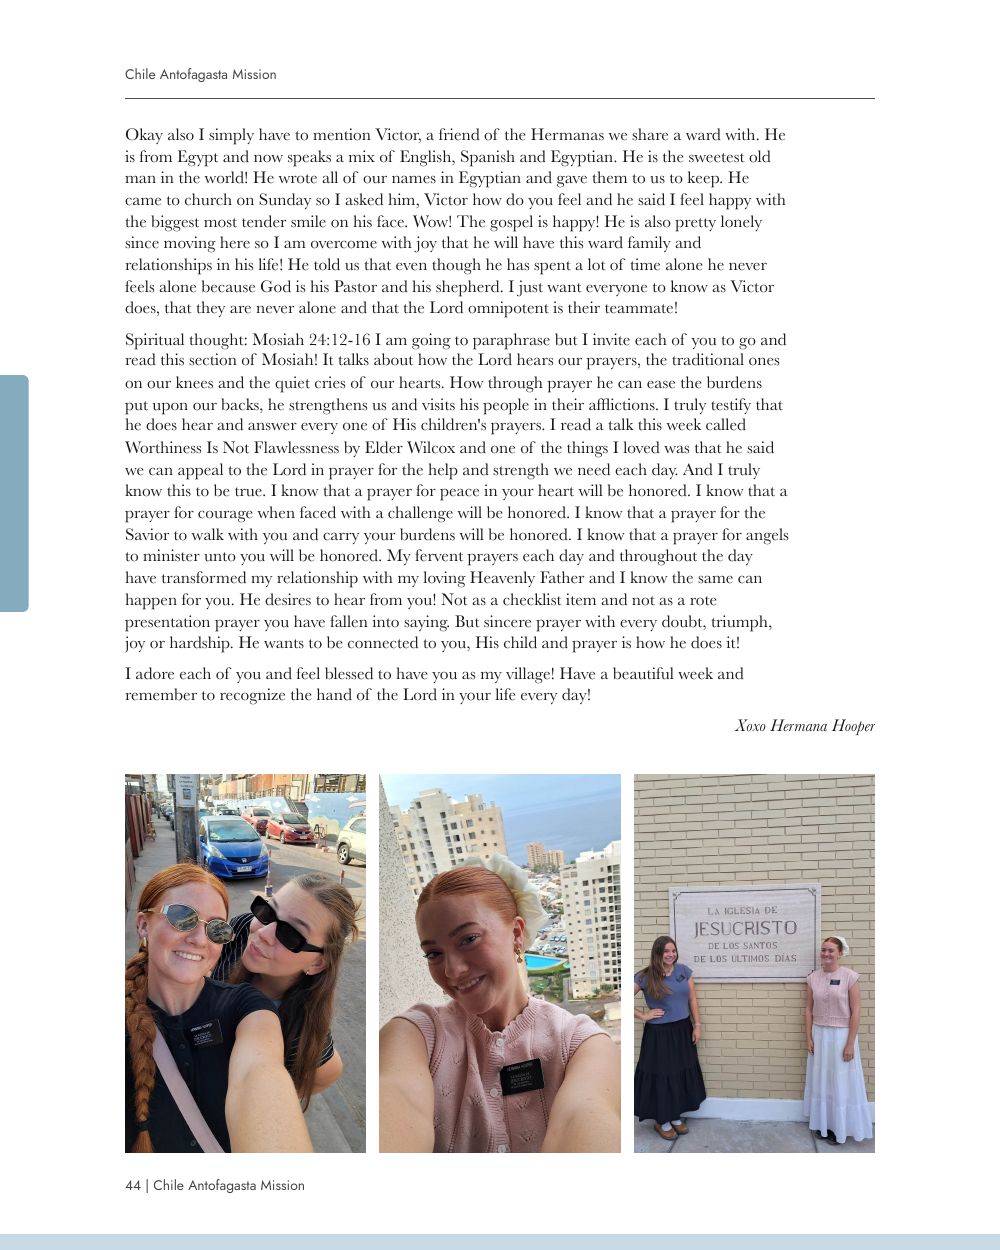 Chile Antofagasta Mission
Okay also I simply have to mention Victor, a friend of the Hermanas we share a ward with. He
is from Egypt and now speaks a mix of English, Spanish and Egyptian. He is the sweetest old
man in the world! He wrote all of our names in Egyptian and gave them to us to keep. He
came to church on Sunday so I asked him, Victor how do you feel and he said I feel happy with
the biggest most tender smile on his face. Wow! The gospel is happy! He is also pretty lonely
since moving here so I am overcome with joy that he will have this ward family and
relationships in his life! He told us that even though he has spent a lot of time alone he never
feels alone because God is his Pastor and his shepherd. I just want everyone to know as Victor
does, that they are never alone and that the Lord omnipotent is their teammate!
Spiritual thought: Mosiah 24:12-16 I am going to paraphrase but I invite each of you to go and
read this section of Mosiah! It talks about how the Lord hears our prayers, the traditional ones
on our knees and the quiet cries of our hearts. How through prayer he can ease the burdens
put upon our backs, he strengthens us and visits his people in their afflictions. I truly testify that
he does hear and answer every one of His children's prayers. I read a talk this week called
Worthiness Is Not Flawlessness by Elder Wilcox and one of the things I loved was that he said
we can appeal to the Lord in prayer for the help and strength we need each day. And I truly
know this to be true. I know that a prayer for peace in your heart will be honored. I know that a
prayer for courage when faced with a challenge will be honored. I know that a prayer for the
Savior to walk with you and carry your burdens will be honored. I know that a prayer for angels
to minister unto you will be honored. My fervent prayers each day and throughout the day
have transformed my relationship with my loving Heavenly Father and I know the same can
happen for you. He desires to hear from you! Not as a checklist item and not as a rote
presentation prayer you have fallen into saying. But sincere prayer with every doubt, triumph,
joy or hardship. He wants to be connected to you, His child and prayer is how he does it!
I adore each of you and feel blessed to have you as my village! Have a beautiful week and
remember to recognize the hand of the Lord in your life every day!
Xoxo Hermana Hooper
HERMANA HOOPER
HERMANA HOOPER
LA IGLESIA DE
JESUCRISTO
DE LOS SANTOS
DE LOS ÚLTIMOS DÍAS
44 | Chile Antofagasta Mission